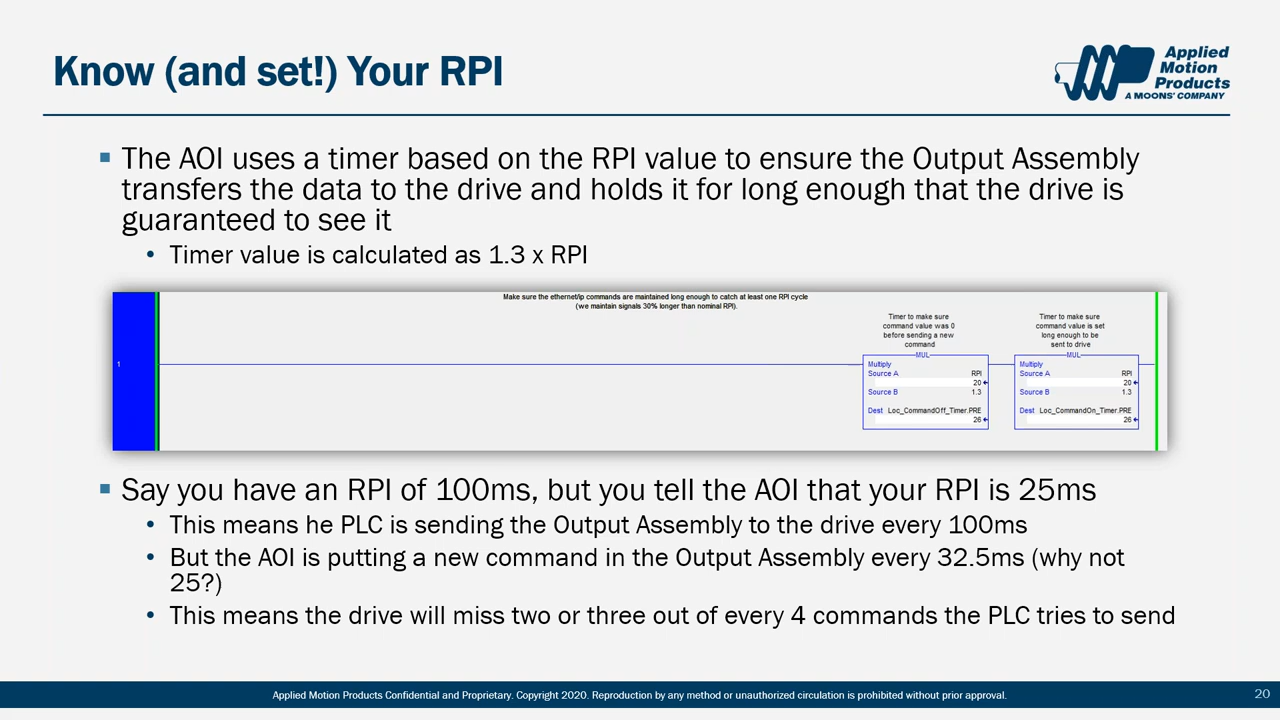 Know (and set!) Your RPI
Applied
Motion
Products
A MOONS' COMPANY
▪ The AOI uses a timer based on the RPI value to ensure the Output Assembly
transfers the data to the drive and holds it for long enough that the drive is
guaranteed to see it
• Timer value is calculated as 1.3 x RPI
Make sure the ethernet/ip commands are maintained long enough to catch at least one RPI cycle
(we maintain signals 30% longer than nominal RPI).
Timer to make sure
command value was 0
before sending a new
command
MUL
Multiply
Source A RPI
20
Source B 1.3
Dest Loc_CommandOff_Timer.PRE
26
Timer to make sure
command value is set
long enough to be
sent to drive
MUL
Multiply
Source A RPI
20
Source B 1.3
Dest Loc_CommandOn_Timer.PRE
26
1
▪ Say you have an RPI of 100ms, but you tell the AOI that your RPI is 25ms
• This means he PLC is sending the Output Assembly to the drive every 100ms
• But the AOI is putting a new command in the Output Assembly every 32.5ms (why not
25?)
• This means the drive will miss two or three out of every 4 commands the PLC tries to send
Applied Motion Products Confidential and Proprietary. Copyright 2020. Reproduction by any method or unauthorized circulation is prohibited without prior approval.
20